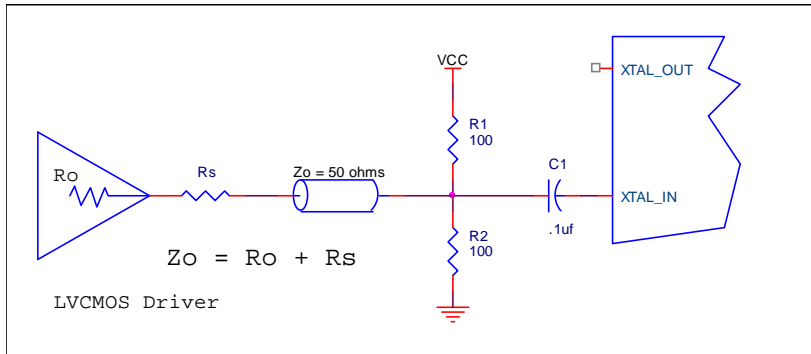 VCC
XTAL_OUT
R1
100
Ro
Rs
Zo = 50 ohms
C1
XTAL_IN
.1uf
R2
100
Zo = Ro + Rs
LVCMOS Driver